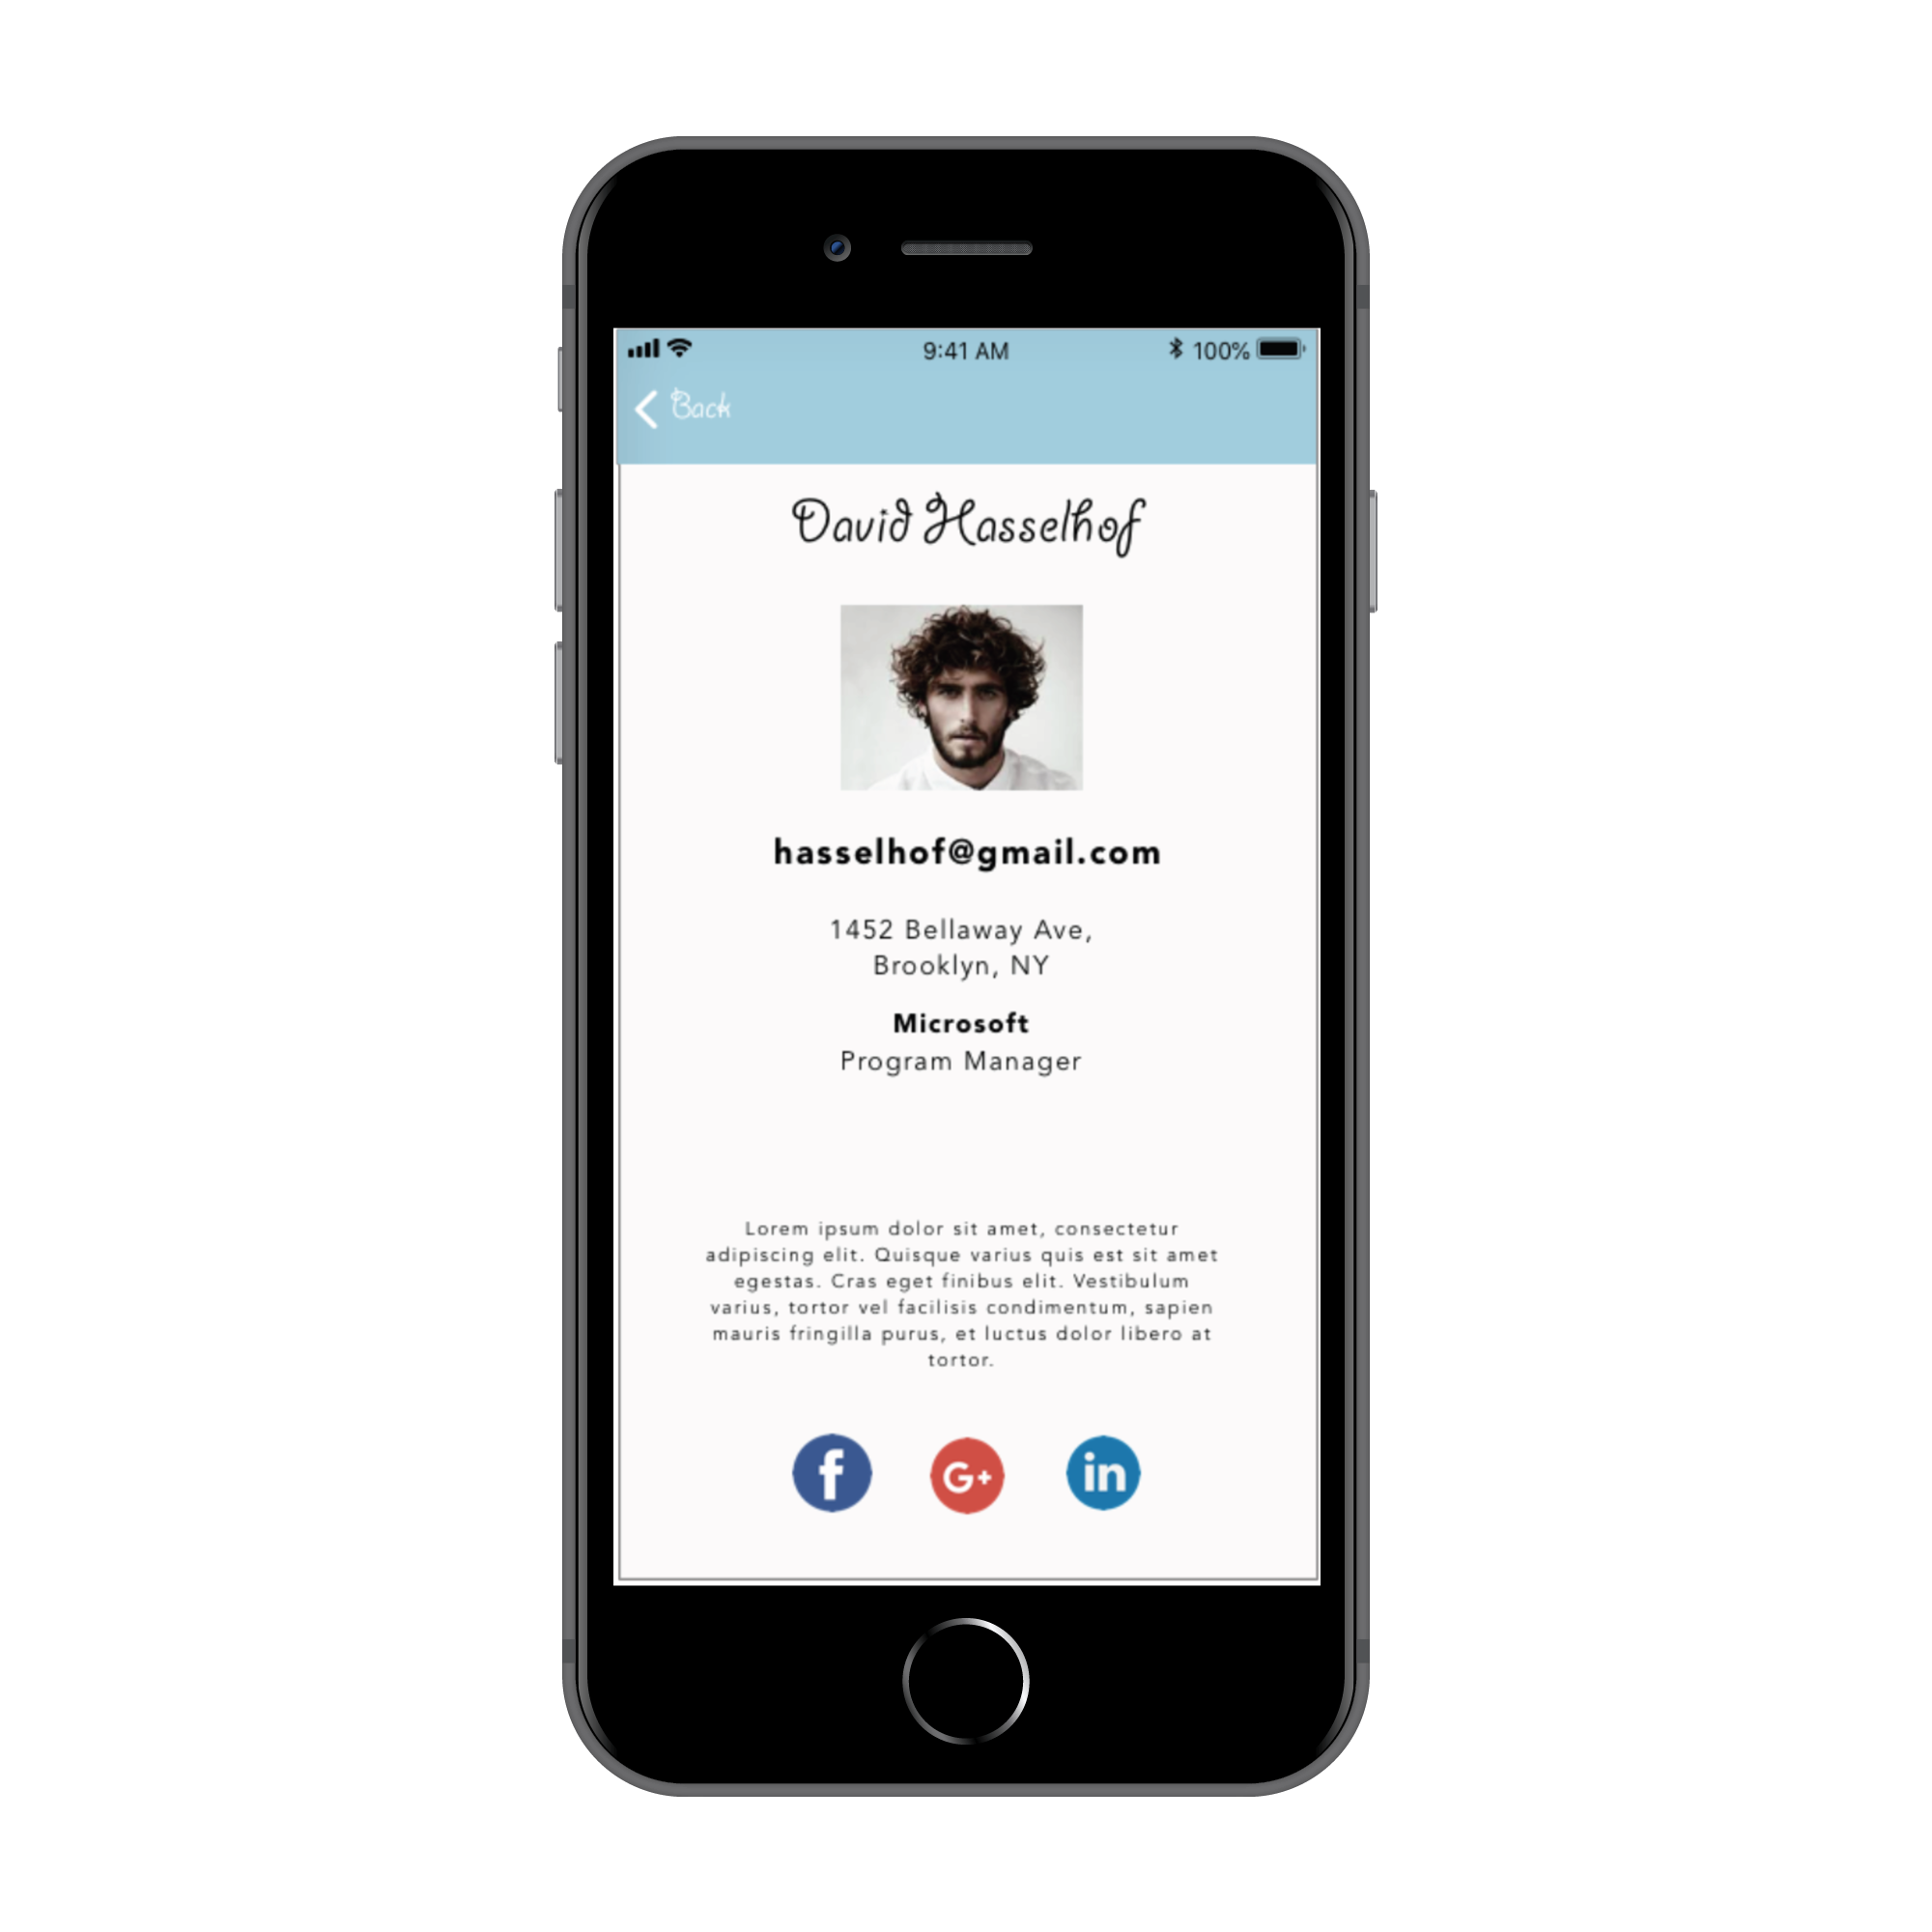 9:41 AM 100%
Back
David Hasselhof
hasselhof@gmail.com
1452 Bellaway Ave,
Brooklyn, NY
Microsoft
Program Manager
Lorem ipsum dolor sit amet, consectetur
adipiscing elit. Quisque varius quis est sit amet
egestas. Cras eget finibus elit. Vestibulum
varius, tortor vel facilisis condimentum, sapien
mauris fringilla purus, et luctus dolor libero at
tortor.
f G+ in